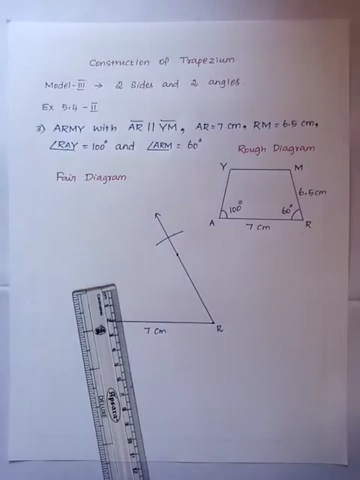 Construction of Trapezium
Model-III → 2 Sides and 2 angles.
Ex 5.4 - II
3) ARMY with AR || YM, AR = 7 cm, RM = 6.5 cm,
∠RAY = 100° and ∠ARM = 60°
Rough Diagram
Fair Diagram
Y M
6.5cm
100° 60°
A R
7 cm
7 cm R
Apsara
DELUXE